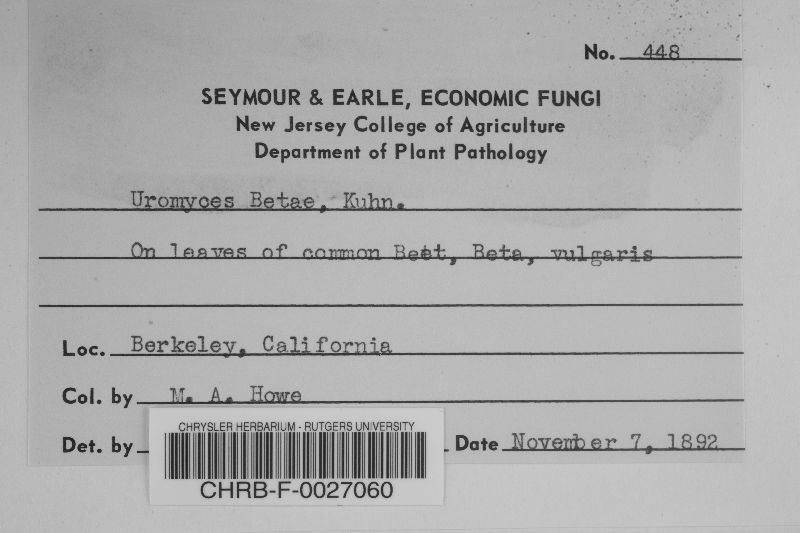 No. 448
SEYMOUR & EARLE, ECONOMIC FUNGI
New Jersey College of Agriculture
Department of Plant Pathology
Uromyces Betae, Kuhn.
On leaves of common Beet, Beta, vulgaris
Loc. Berkeley, California
Col. by M. A. Howe
Det. by
Date November 7, 1892
CHRYSLER HERBARIUM - RUTGERS UNIVERSITY
CHRB-F-0027060